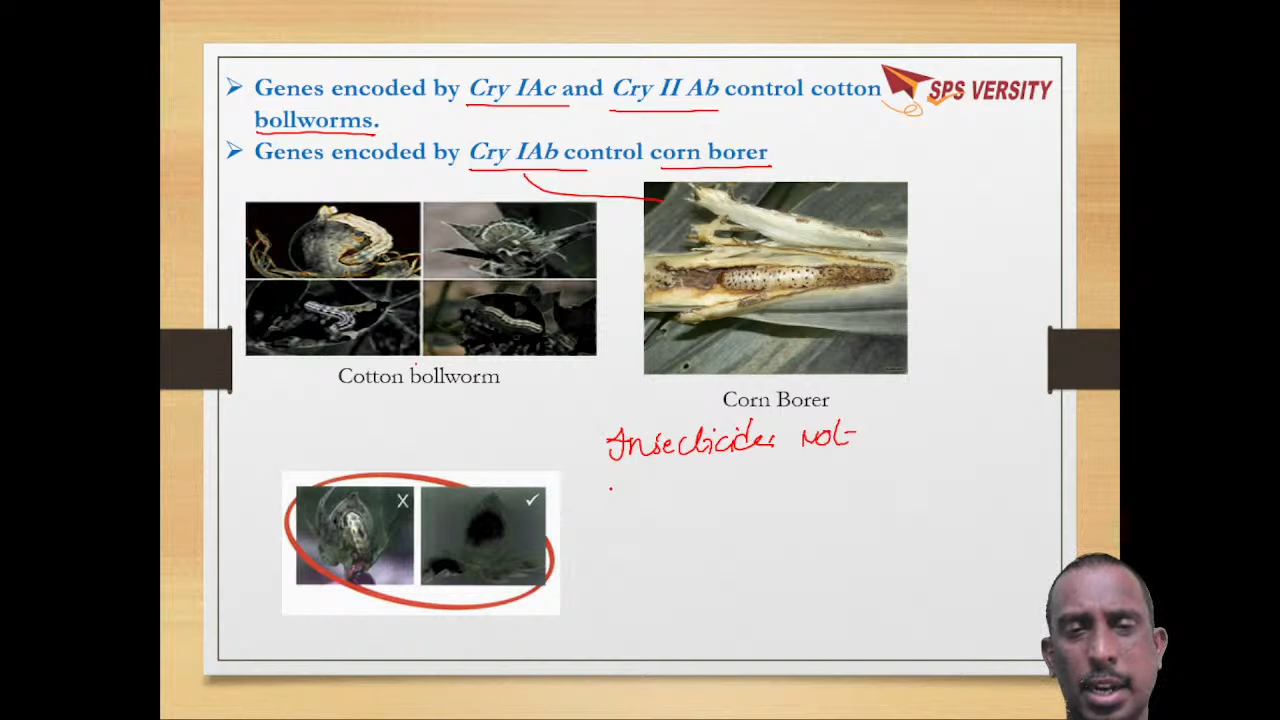 ➢ Genes encoded by Cry IAc and Cry II Ab control cotton
bollworms.
➢ Genes encoded by Cry IAb control corn borer
SPS VERSITY
Cotton bollworm
Corn Borer
Insecticides not
X ✓